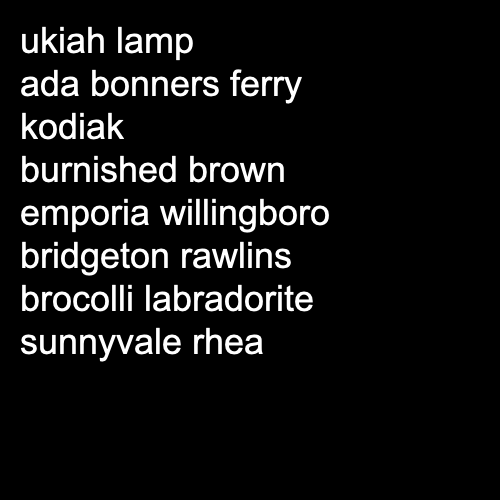 ukiah lamp
ada bonners ferry
kodiak
burnished brown
emporia willingboro
bridgeton rawlins
brocolli labradorite
sunnyvale rhea